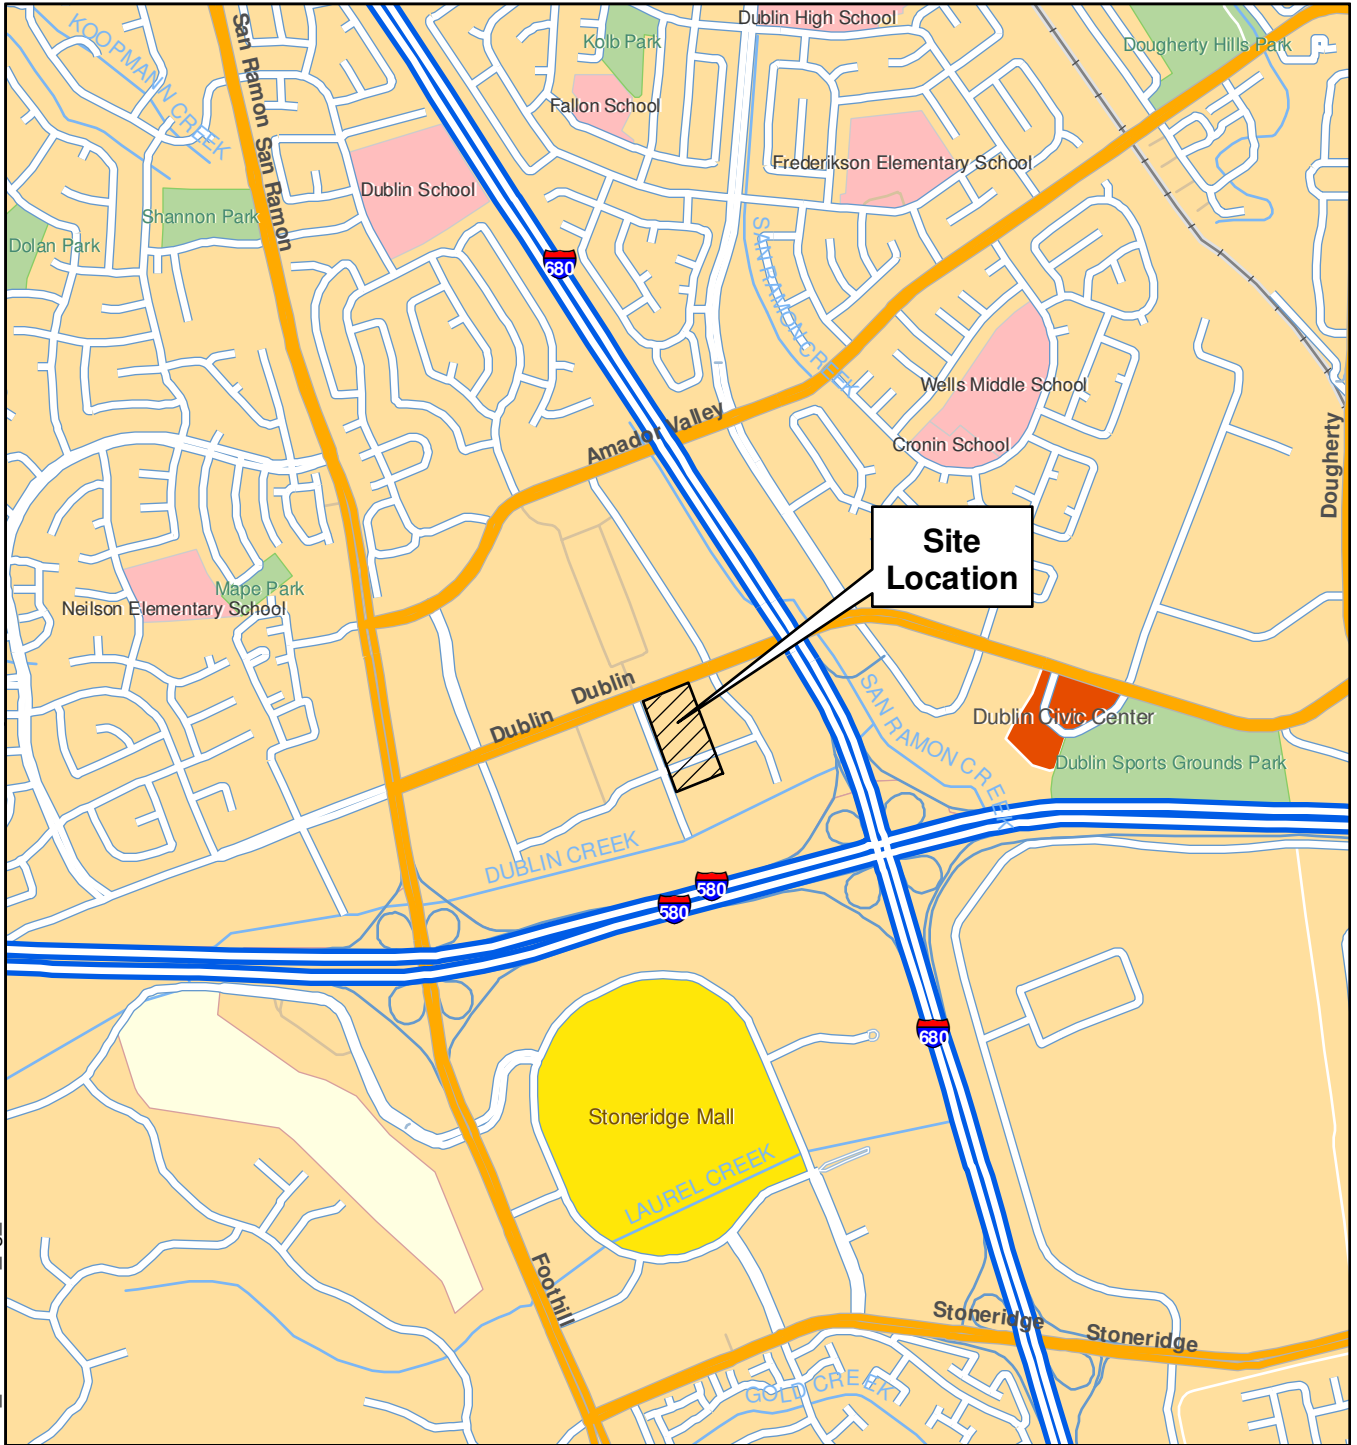 Dublin High School
KOOPMANN CREEK
San Ramon
San Ramon
Kolb Park
Dougherty Hills Park
Fallon School
Frederikson Elementary School
Dublin School
Shannon Park
Dolan Park
SAN RAMON CREEK
680
Wells Middle School
Amador Valley
Cronin School
Dougherty
Site
Location
Mape Park
Neilson Elementary School
Dublin
Dublin
SAN RAMON CREEK
Dublin Civic Center
Dublin Sports Grounds Park
DUBLIN CREEK
580
580
680
Stoneridge Mall
LAUREL CREEK
Foothill
Stoneridge
Stoneridge
GOLD CREEK